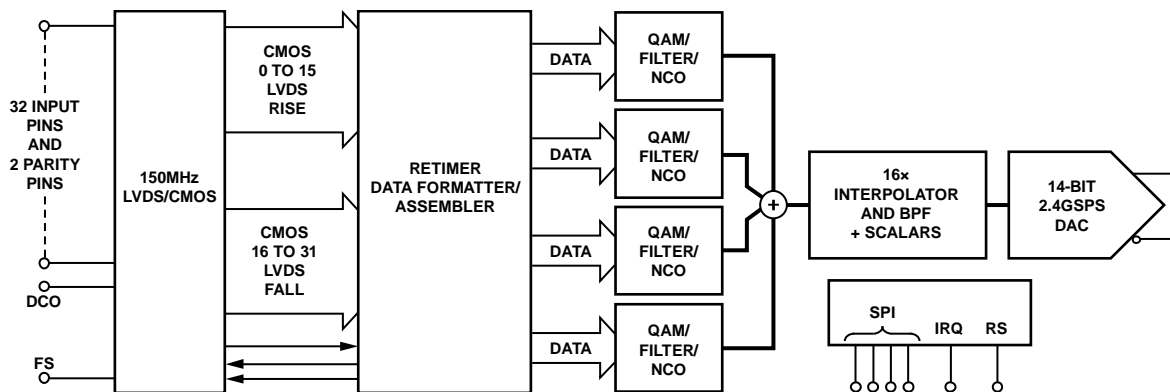 32 INPUT
PINS
AND
2 PARITY
PINS
DCO
FS
150MHz
LVDS/CMOS
CMOS
0 TO 15
LVDS
RISE
CMOS
16 TO 31
LVDS
FALL
RETIMER
DATA FORMATTER/
ASSEMBLER
DATA
DATA
DATA
DATA
QAM/
FILTER/
NCO
QAM/
FILTER/
NCO
QAM/
FILTER/
NCO
QAM/
FILTER/
NCO
+
16×
INTERPOLATOR
AND BPF
+ SCALARS
14-BIT
2.4GSPS
DAC
SPI
IRQ
RS